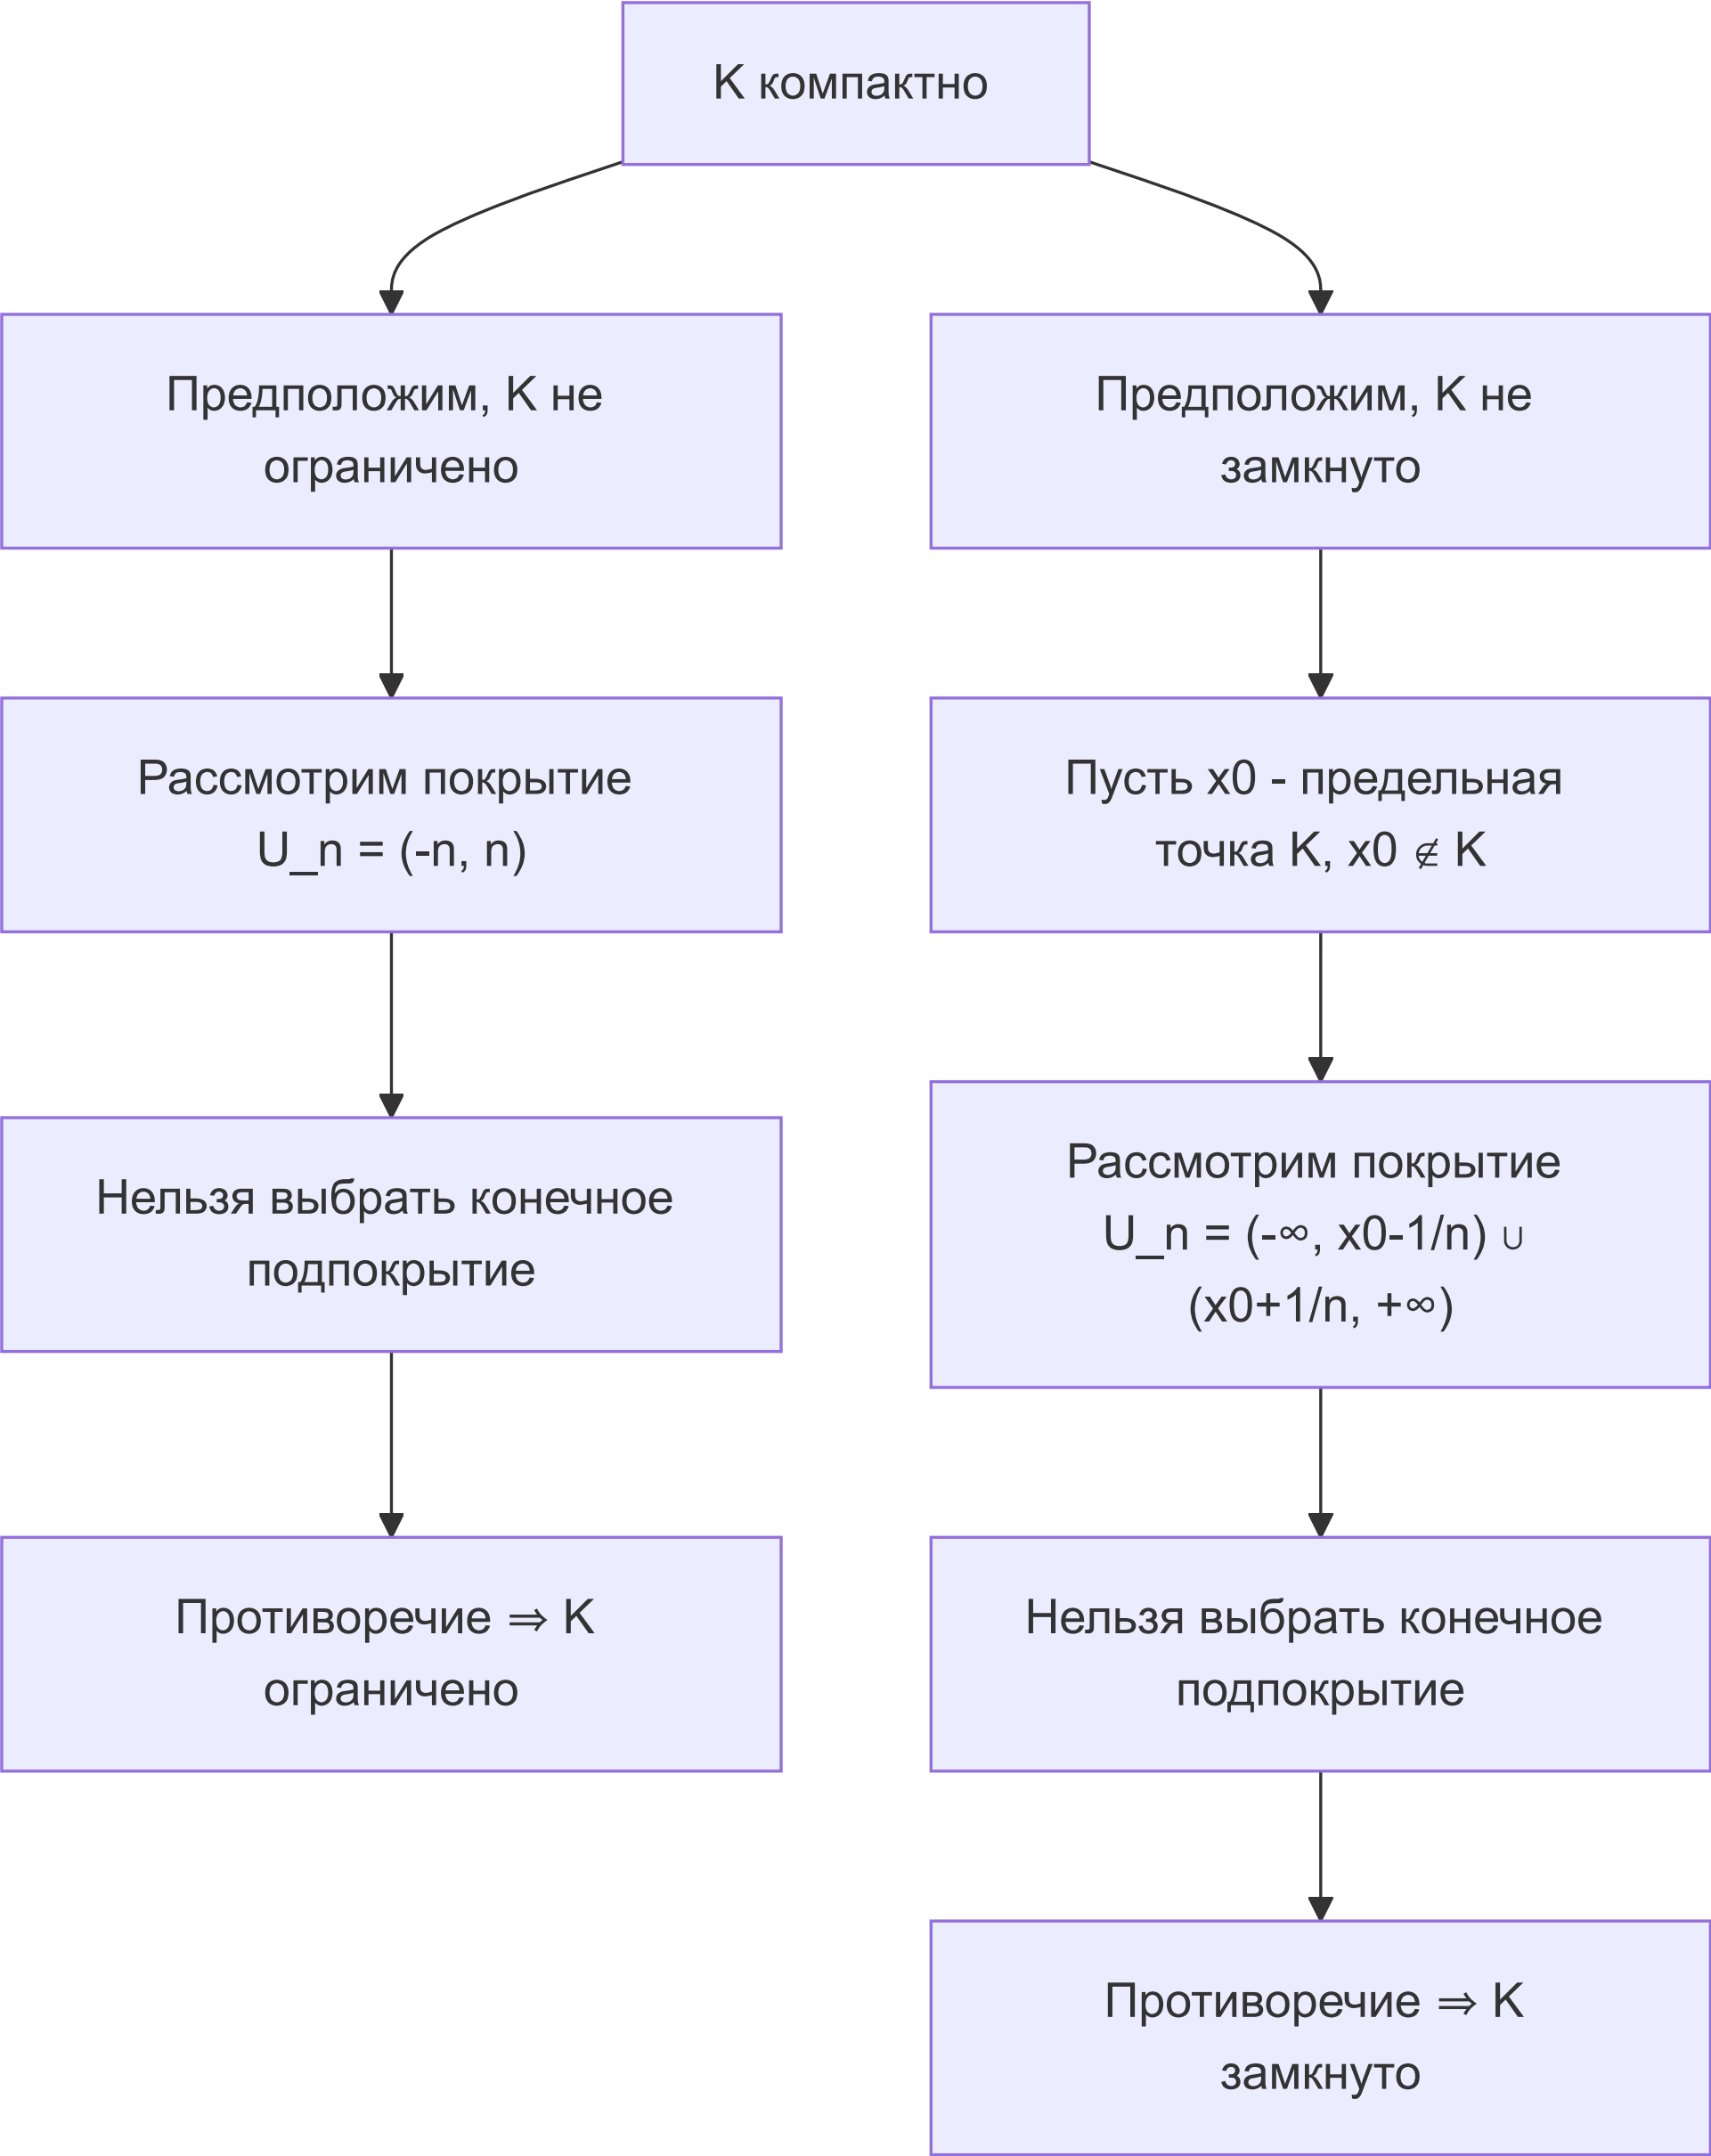 K компактно
Предположим, K не
ограничено
Предположим, K не
замкнуто
Рассмотрим покрытие
U_n = (-n, n)
Пусть x0 - предельная
точка K, x0 ∉ K
Нельзя выбрать конечное
подпокрытие
Рассмотрим покрытие
U_n = (-∞, x0-1/n) ∪
(x0+1/n, +∞)
Противоречие ⇒ K
ограничено
Нельзя выбрать конечное
подпокрытие
Противоречие ⇒ K
замкнуто